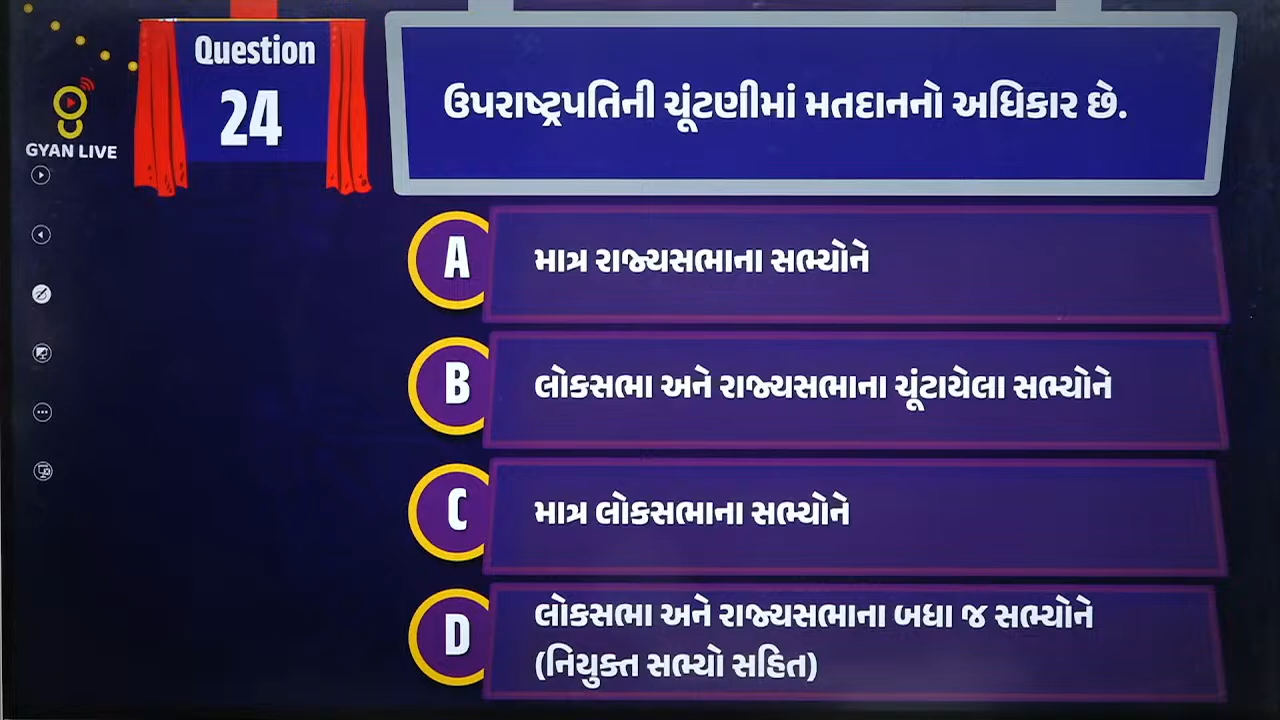 Question
24
GYAN LIVE
ઉપરાષ્ટ્રપતિની ચૂંટણીમાં મતદાનનો અધિકાર છે.
A
માત્ર રાજ્યસભાના સભ્યોને
B
લોકસભા અને રાજ્યસભાના ચૂંટાયેલા સભ્યોને
C
માત્ર લોકસભાના સભ્યોને
D
લોકસભા અને રાજ્યસભાના બધા જ સભ્યોને
(નિયુક્ત સભ્યો સહિત)